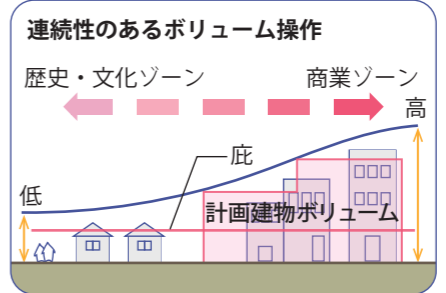 連続性のあるボリューム操作
歴史・文化ゾーン
商業ゾーン
高
庇
低
計画建物ボリューム